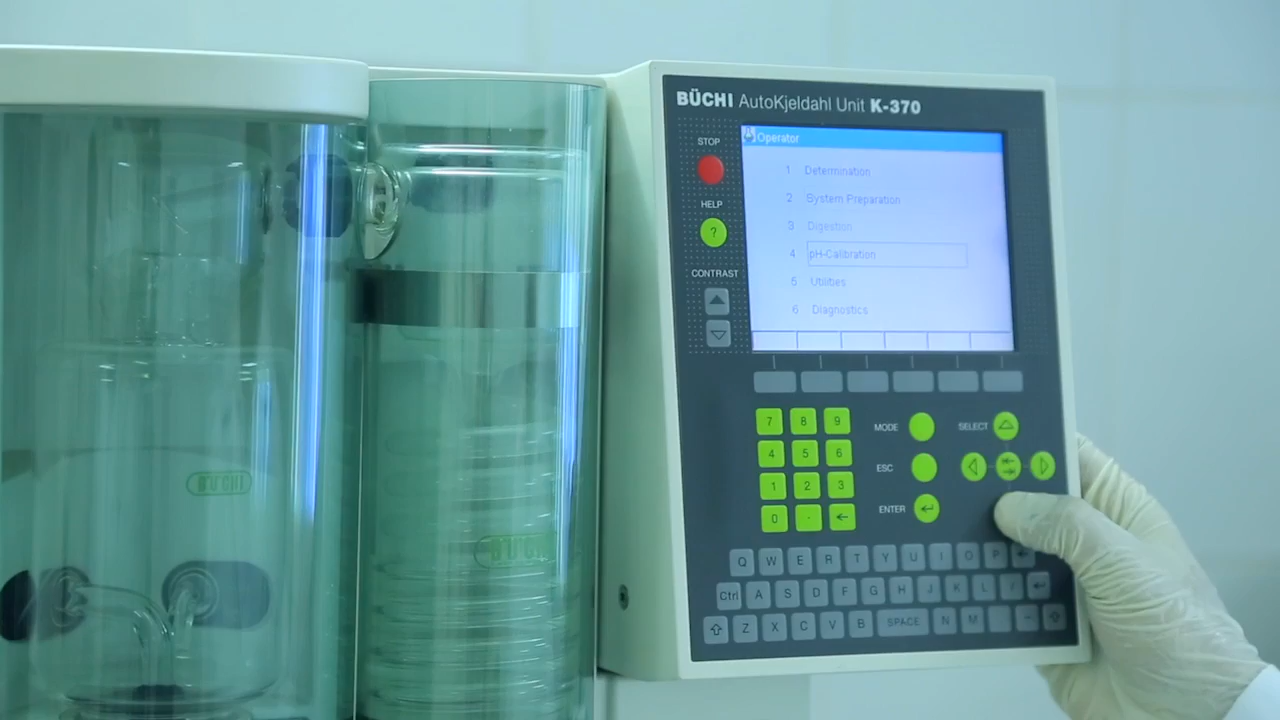 BÜCHI AutoKjeldahl Unit K-370
STOP
HELP
?
CONTRAST
Operator
1 Determination
2 System Preparation
3 Digestion
4 pH-Calibration
5 Utilities
6 Diagnostics
7 8 9
4 5 6
1 2 3
0 . ←
MODE
ESC
ENTER
SELECT
Q W E R T Y U I O P
Ctrl A S D F G H J K L
Z X C V B SPACE N M
BÜCHI
BÜCHI